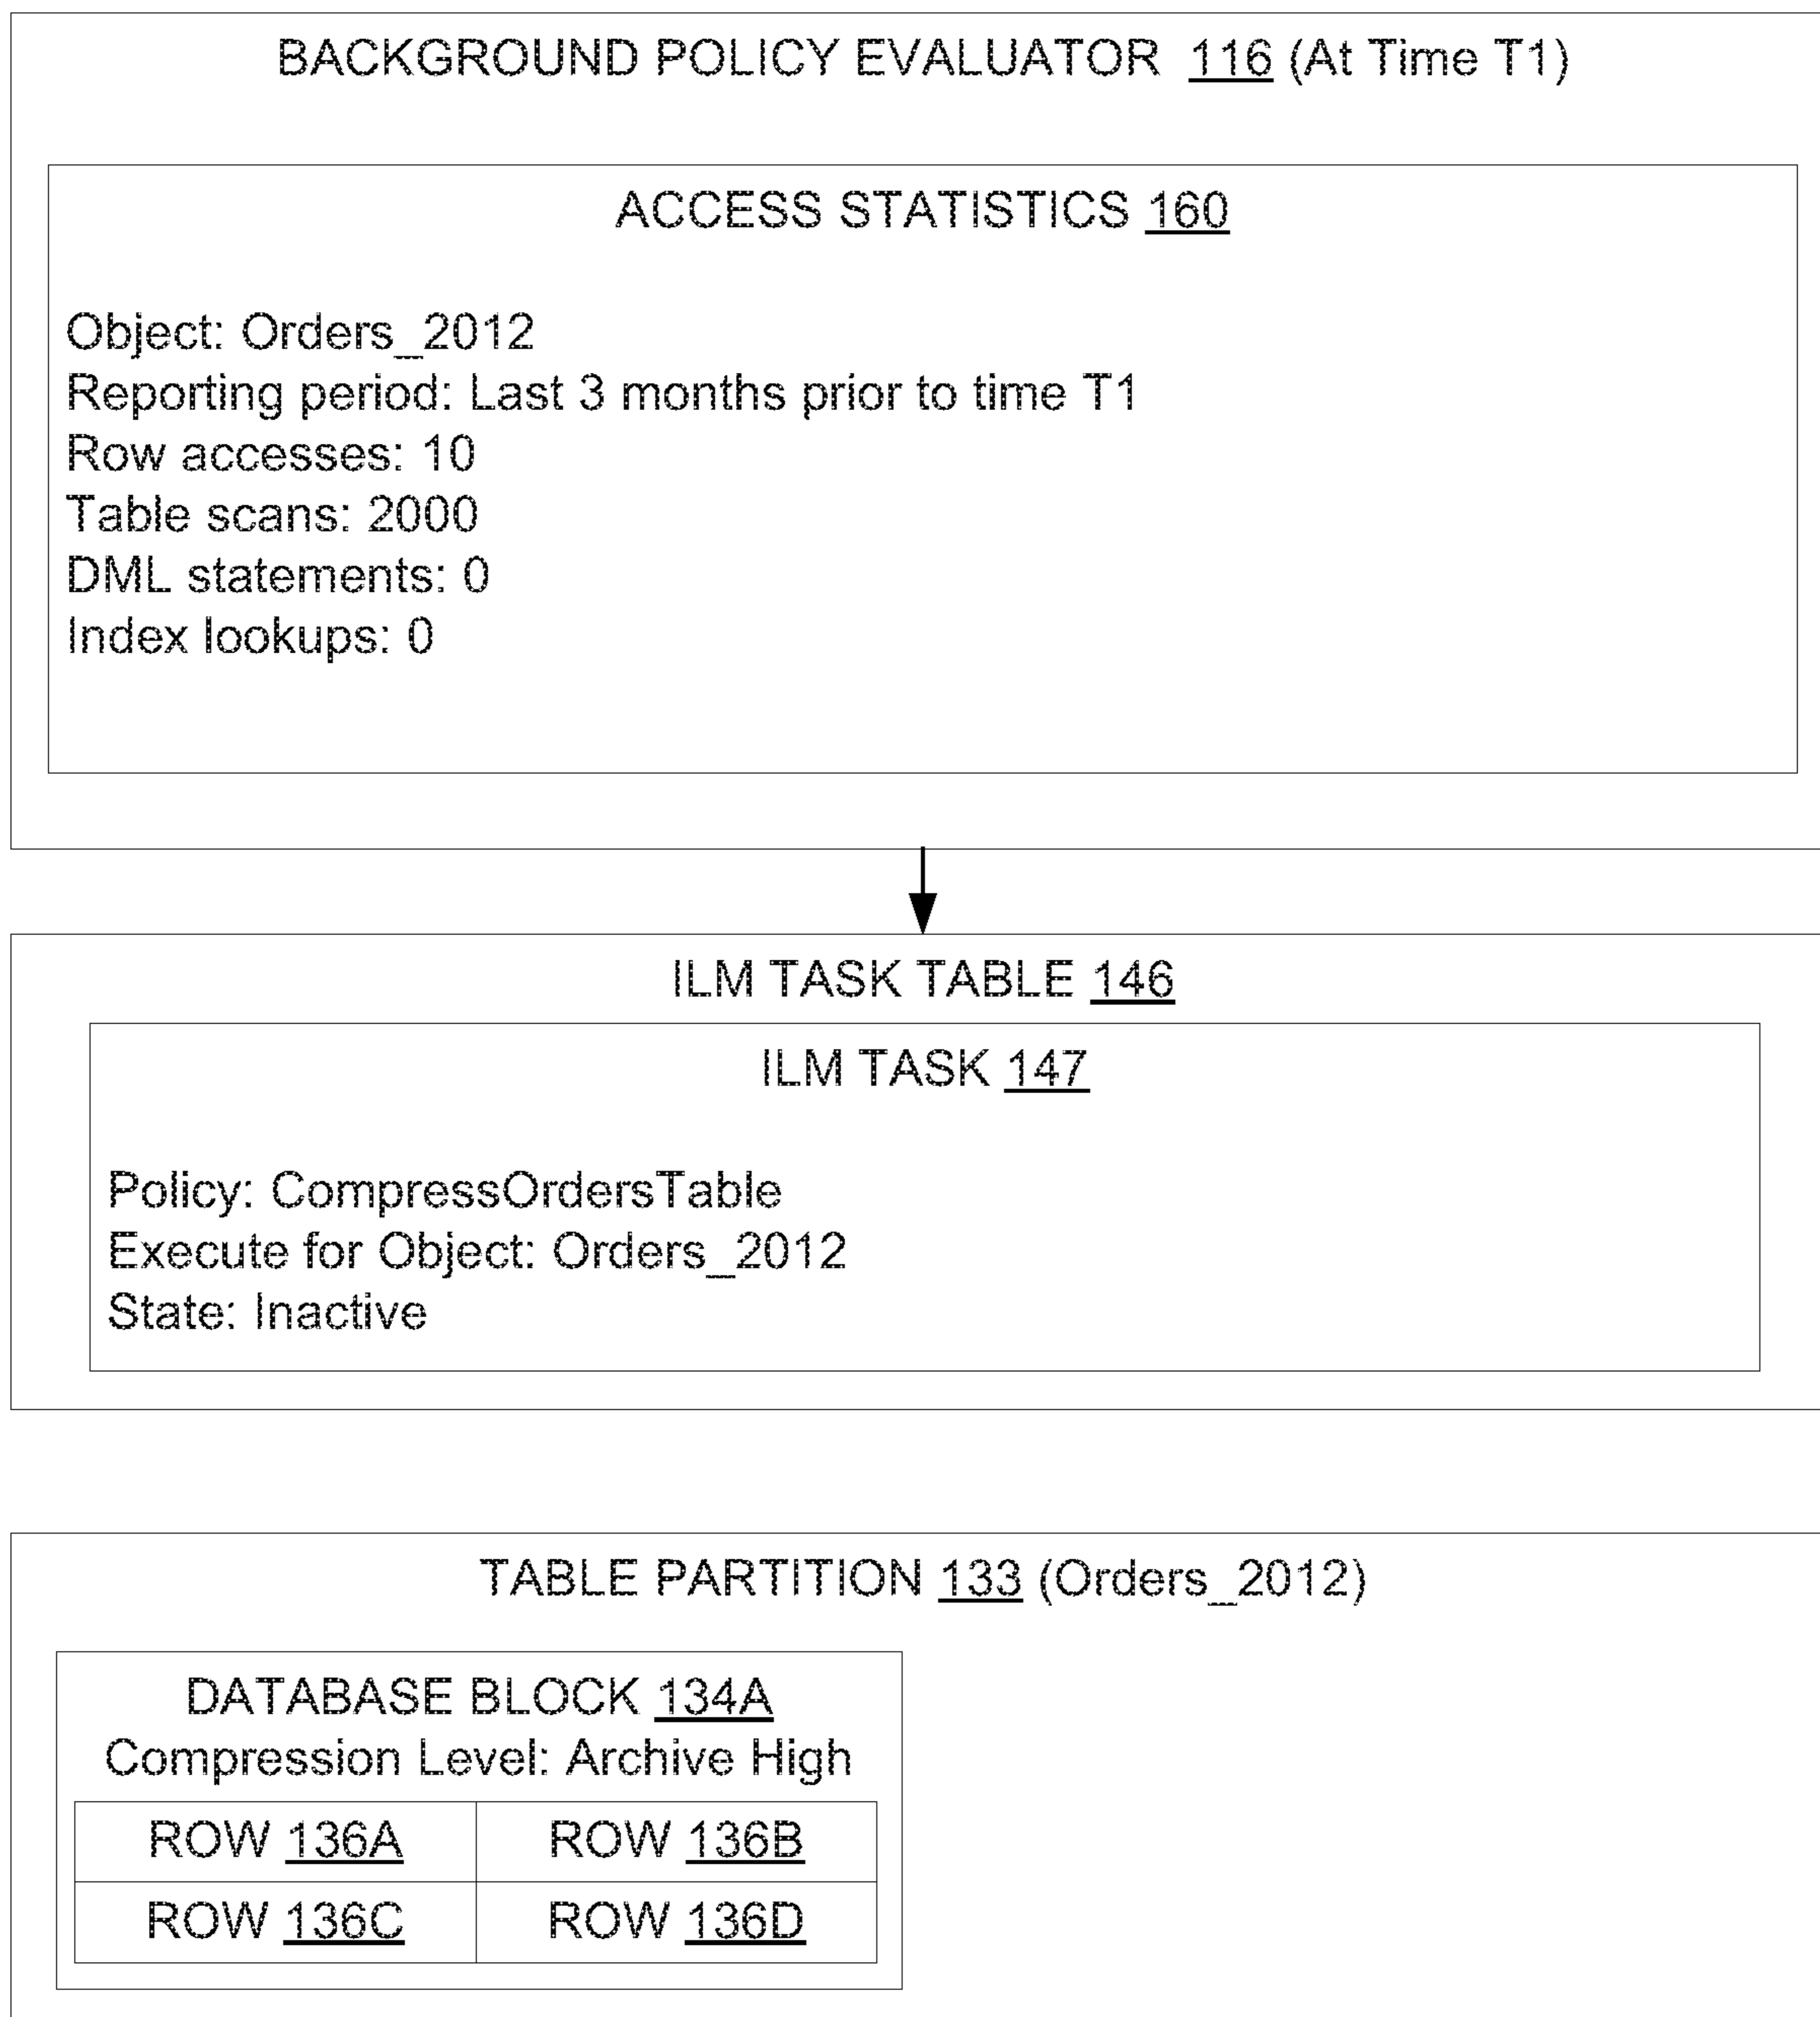 BACKGROUND POLICY EVALUATOR 116 (At Time T1)
ACCESS STATISTICS 160
Object: Orders_2012
Reporting period: Last 3 months prior to time T1
Row accesses: 10
Table scans: 2000
DML statements: 0
Index lookups: 0
ILM TASK TABLE 146
ILM TASK 147
Policy: CompressOrdersTable
Execute for Object: Orders_2012
State: Inactive
TABLE PARTITION 133 (Orders_2012)
DATABASE BLOCK 134A
Compression Level: Archive High
ROW 136A ROW 136B
ROW 136C ROW 136D